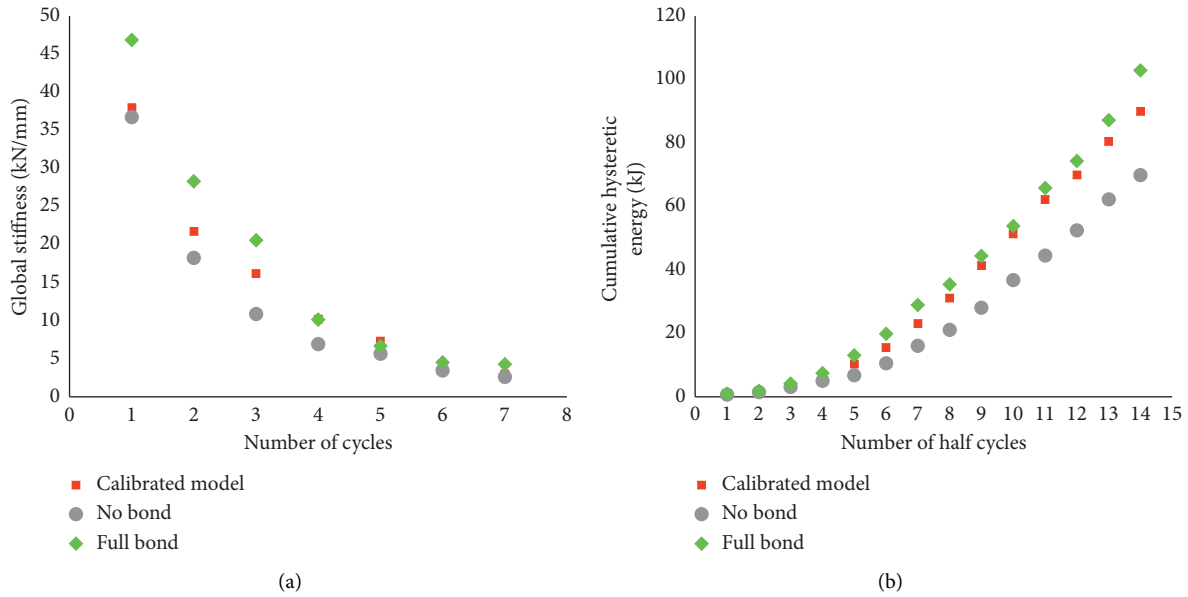 50
45
40
35
30
25
20
15
10
5
0
Global stiffness (kN/mm)
0 1 2 3 4 5 6 7 8
Number of cycles
Calibrated model
No bond
Full bond
(a)
120
100
80
60
40
20
0
Cumulative hysteretic
energy (kJ)
0 1 2 3 4 5 6 7 8 9 10 11 12 13 14 15
Number of half cycles
Calibrated model
No bond
Full bond
(b)